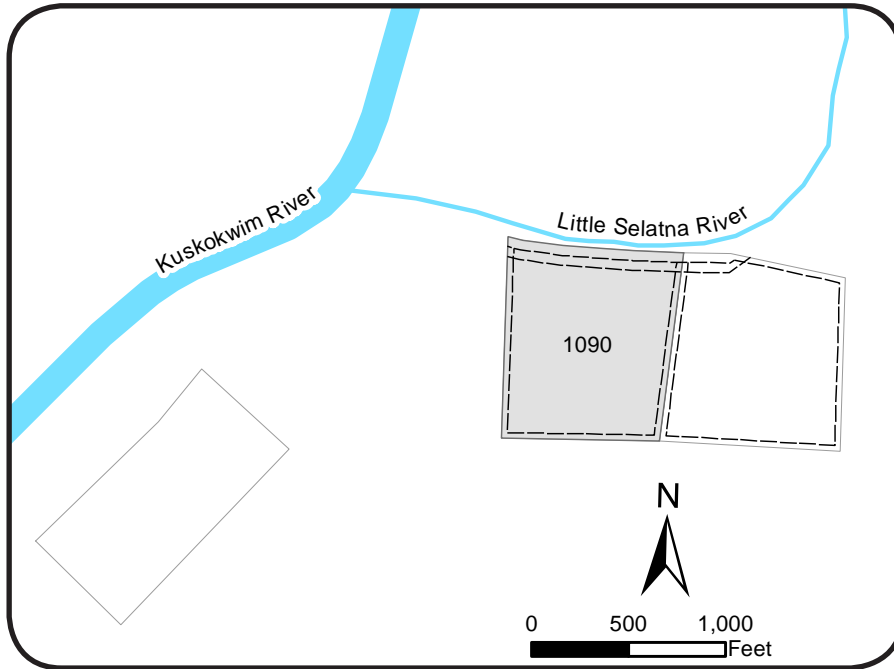 Kuskokwim River
Little Selatna River
1090
N
0 500 1,000
Feet